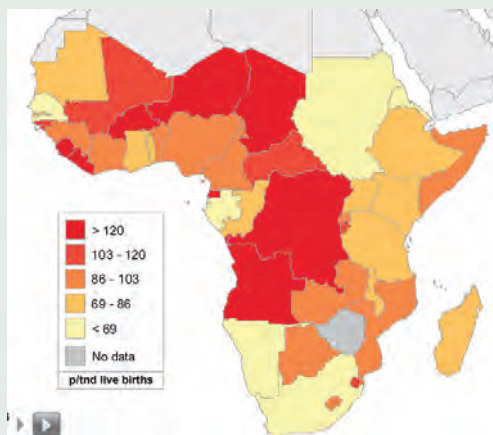 > 120
103 - 120
86 - 103
69 - 86
< 69
No data
p/tnd live births